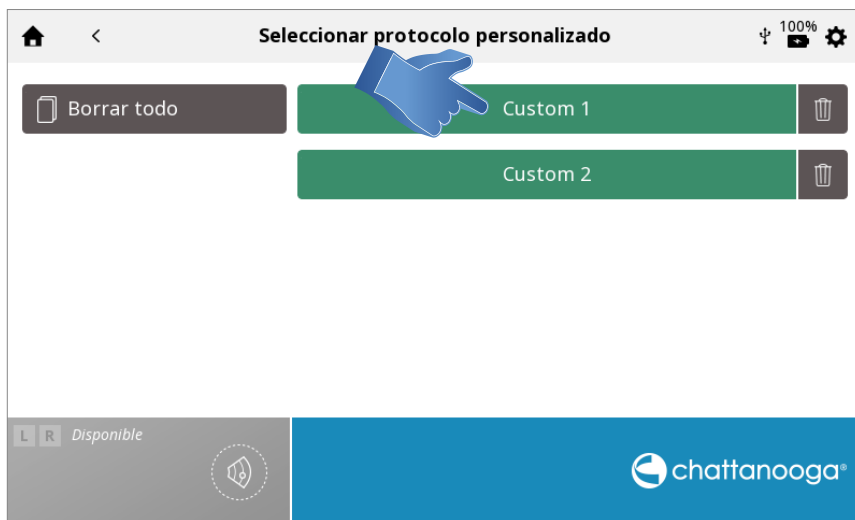 Seleccionar protocolo personalizado
100%
Borrar todo
Custom 1
Custom 2
L R Disponible
chattanooga®